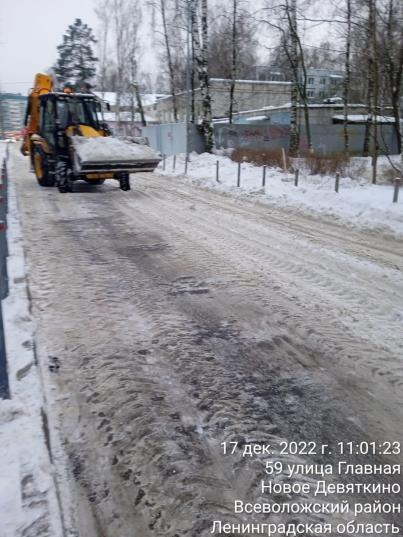 17 дек. 2022 г. 11:01:23
59 улица Главная
Новое Девяткино
Всеволожский район
Ленинградская область